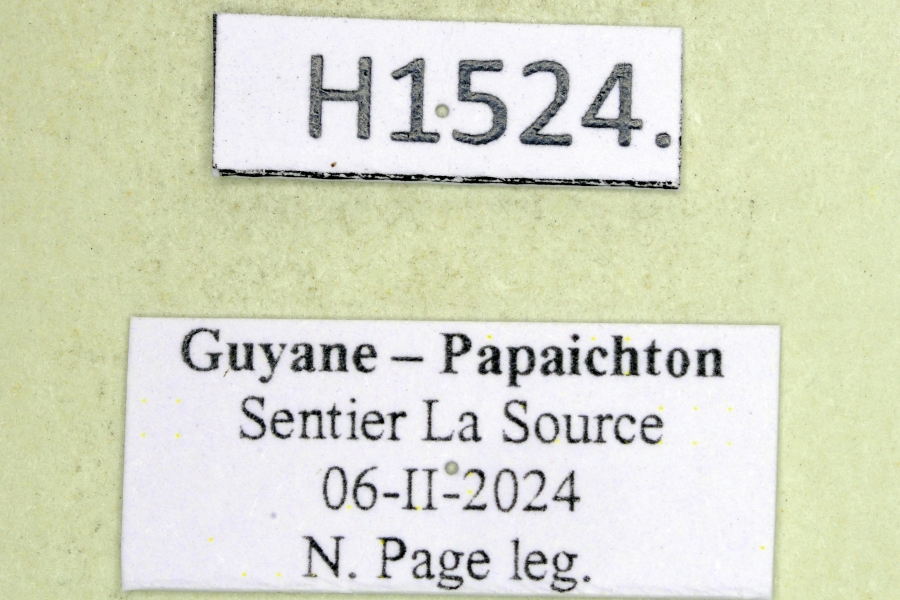 H1524.
Guyane – Papaichton
Sentier La Source
06-II-2024
N. Page leg.